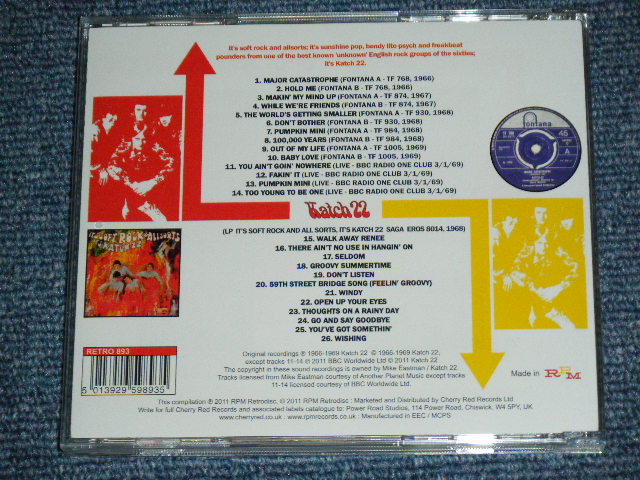 It's soft rock and allsorts; it's sunshine pop, bendy lite psych and freakbeat
pounders from one of the best known 'unknown' English rock groups of the sixties;
it's Katch 22.
1. MAJOR CATASTROPHE (FONTANA A - TF 768, 1966)
2. HOLD ME (FONTANA B - TF 768, 1966)
3. MAKIN' MY MIND UP (FONTANA A - TF 874, 1967)
4. WHILE WE'RE FRIENDS (FONTANA B - TF 874, 1967)
5. THE WORLD'S GETTING SMALLER (FONTANA A - TF 930, 1968)
6. DON'T BOTHER (FONTANA B - TF 930, 1968)
7. PUMPKIN MINI (FONTANA A - TF 984, 1968)
8. 100,000 YEARS (FONTANA B - TF 984, 1968)
9. OUT OF MY LIFE (FONTANA A - TF 1005, 1969)
10. BABY LOVE (FONTANA B - TF 1005, 1969)
11. YOU AIN'T GOIN' NOWHERE (LIVE - BBC RADIO ONE CLUB 3/1/69)
12. FAKIN' IT (LIVE - BBC RADIO ONE CLUB 3/1/69)
13. PUMPKIN MINI (LIVE - BBC RADIO ONE CLUB 3/1/69)
14. TOO YOUNG TO BE ONE (LIVE - BBC RADIO ONE CLUB 3/1/69)
fontana
45
A
Katch 22
(LP IT'S SOFT ROCK AND ALL SORTS, IT'S KATCH 22 SAGA EROS 8014, 1968)
15. WALK AWAY RENEE
16. THERE AIN'T NO USE IN HANGIN' ON
17. SELDOM
18. GROOVY SUMMERTIME
19. DON'T LISTEN
20. 59TH STREET BRIDGE SONG (FEELIN' GROOVY)
21. WINDY
22. OPEN UP YOUR EYES
23. THOUGHTS ON A RAINY DAY
24. GO AND SAY GOODBYE
25. YOU'VE GOT SOMETHIN'
26. WISHING
SOFT ROCK ALLSORTS
KATCH 22
RETRO 893
5 013929 598935
Original recordings ℗ 1966-1969 Katch 22, © 1966-1969 Katch 22,
except tracks 11-14 ℗ 2011 BBC Worldwide Ltd © 2011 Katch 22
The copyright in these sound recordings is owned by Mike Eastman / Katch 22.
Tracks licensed from Mike Eastman courtesy of Another Planet Music except tracks
11-14 licensed courtesy of BBC Worldwide Ltd.
Made in
RPM
This compilation ℗ 2011 RPM Retrodisc, © 2011 RPM Retrodisc : Marketed and Distributed by Cherry Red Records Ltd
Write for full Cherry Red Records and associated labels catalogue to: Power Road Studios, 114 Power Road, Chiswick, W4 5PY, UK
www.cherryred.co.uk : www.rpmrecords.co.uk : Manufactured in EEC / MCPS